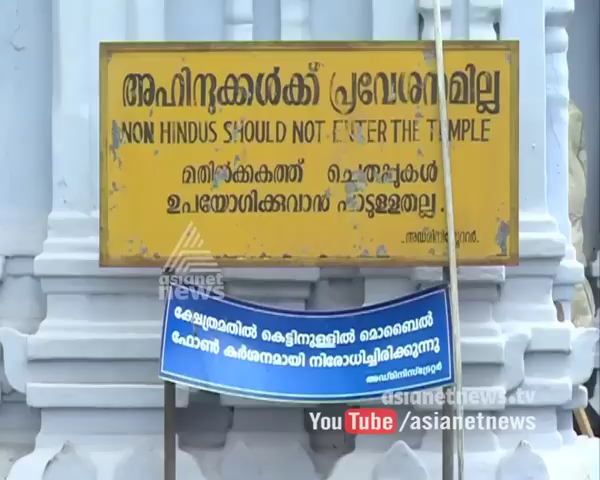 അഹിന്ദുക്കൾക്ക് പ്രവേശനമില്ല
NON HINDUS SHOULD NOT ENTER THE TEMPLE
മതിൽക്കകത്ത് ചെരുപ്പുകൾ
ഉപയോഗിക്കുവാൻ പാടുള്ളതല്ല.
അഡ്മിനിസ്ട്രേറ്റർ.
asianet
news
ക്ഷേത്രമതിൽ കെട്ടിനുള്ളിൽ മൊബൈൽ
ഫോൺ കർശനമായി നിരോധിച്ചിരിക്കുന്നു
അഡ്മിനിസ്ട്രേറ്റർ
asianetnews.tv
YouTube /asianetnews